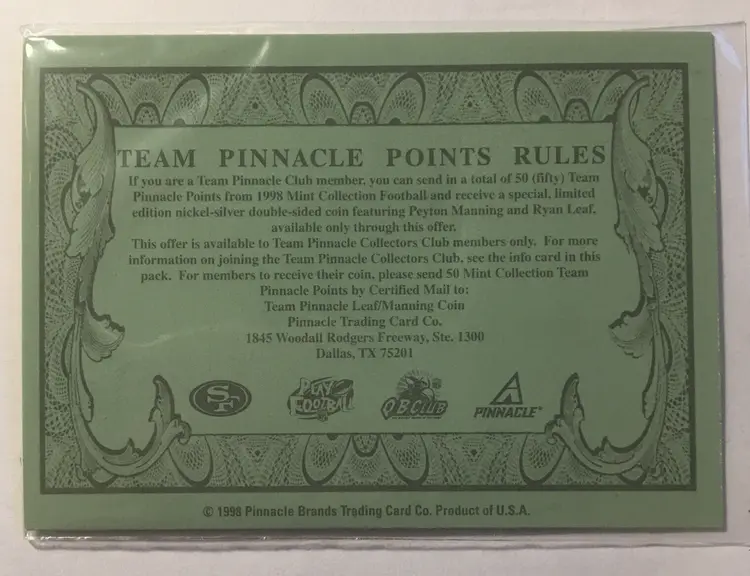 TEAM PINNACLE POINTS RULES
If you are a Team Pinnacle Club member, you can send in a total of 50 (fifty) Team
Pinnacle Points from 1998 Mint Collection Football and receive a special, limited
edition nickel-silver double-sided coin featuring Peyton Manning and Ryan Leaf,
available only through this offer.
This offer is available to Team Pinnacle Collectors Club members only. For more
information on joining the Team Pinnacle Collectors Club, see the info card in this
pack. For members to receive their coin, please send 50 Mint Collection Team
Pinnacle Points by Certified Mail to:
Team Pinnacle Leaf/Manning Coin
Pinnacle Trading Card Co.
1845 Woodall Rodgers Freeway, Ste. 1300
Dallas, TX 75201
SF
PLAY
FOOTBALL
QB CLUB
PINNACLE
© 1998 Pinnacle Brands Trading Card Co. Product of U.S.A.